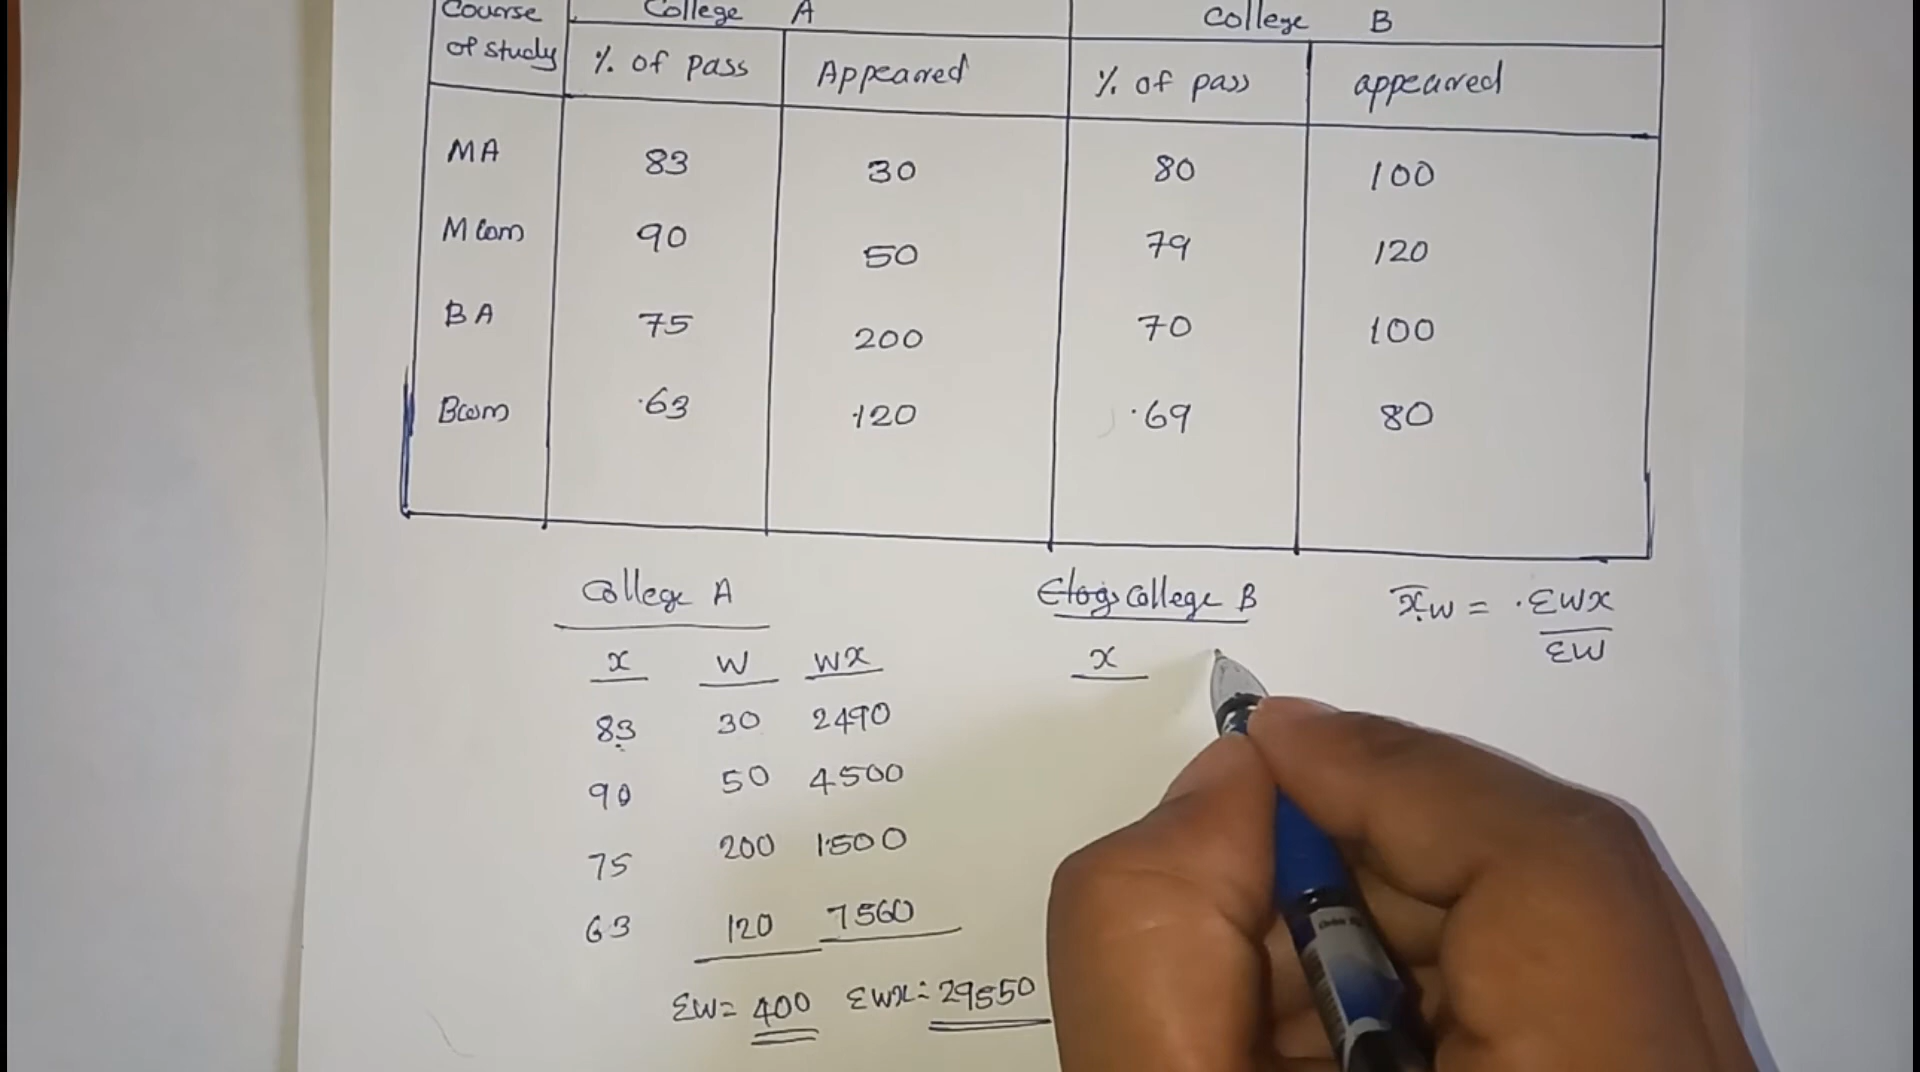 Course of study College A College B
% of pass Appeared % of pass appeared
MA 83 30 80 100
M Com 90 50 79 120
BA 75 200 70 100
Bcom 63 120 69 80
College A College B x̄w = ΣWx
ΣW
x W Wx x
83 30 2490
90 50 4500
75 200 1500
63 120 7560
ΣW= 400 ΣWx= 29550